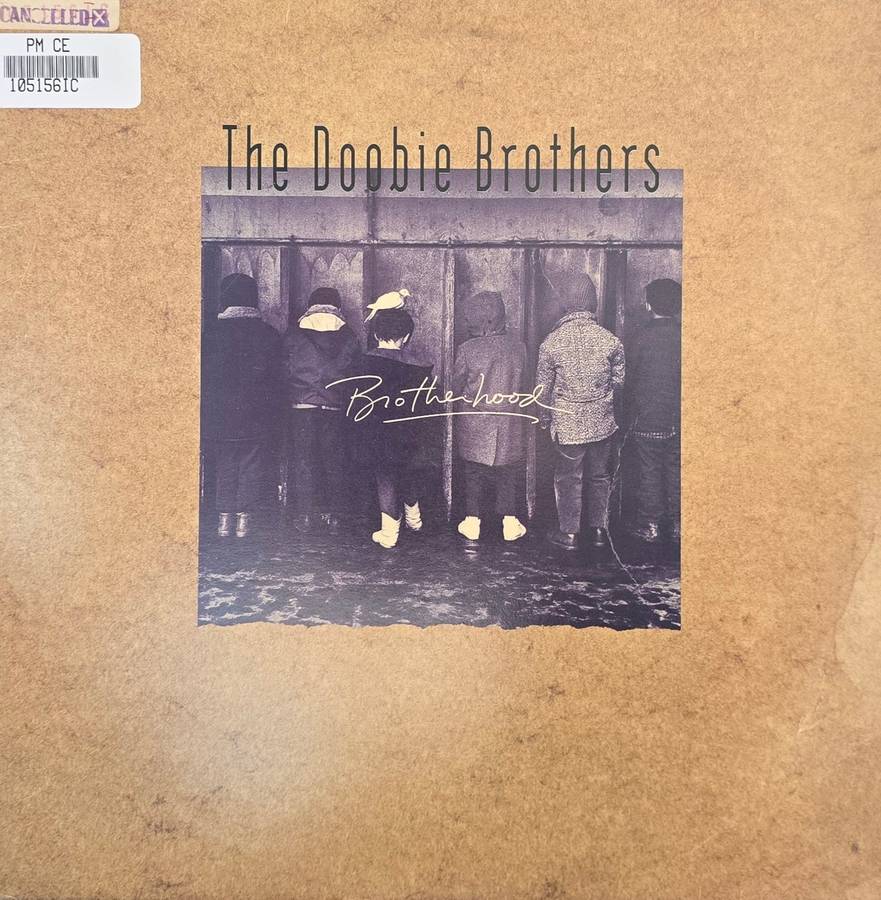 CANCELLED
PM CE
105156IC
The Doobie Brothers
Brotherhood